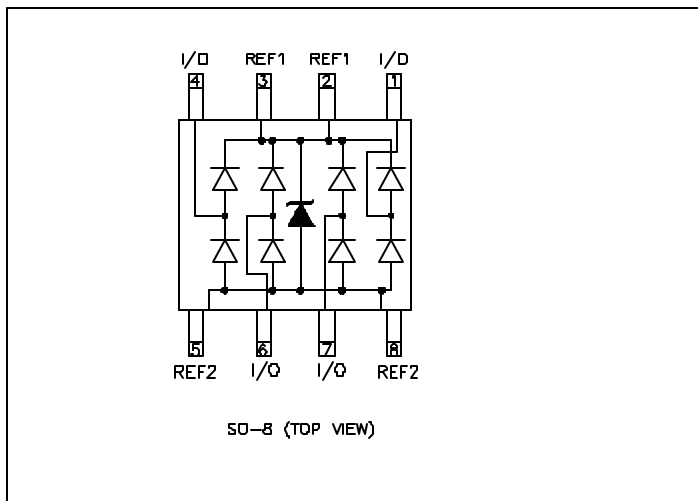 I/O REF1 REF1 I/O
4 3 2 1
5 6 7 8
REF2 I/O I/O REF2
SO-8 (TOP VIEW)